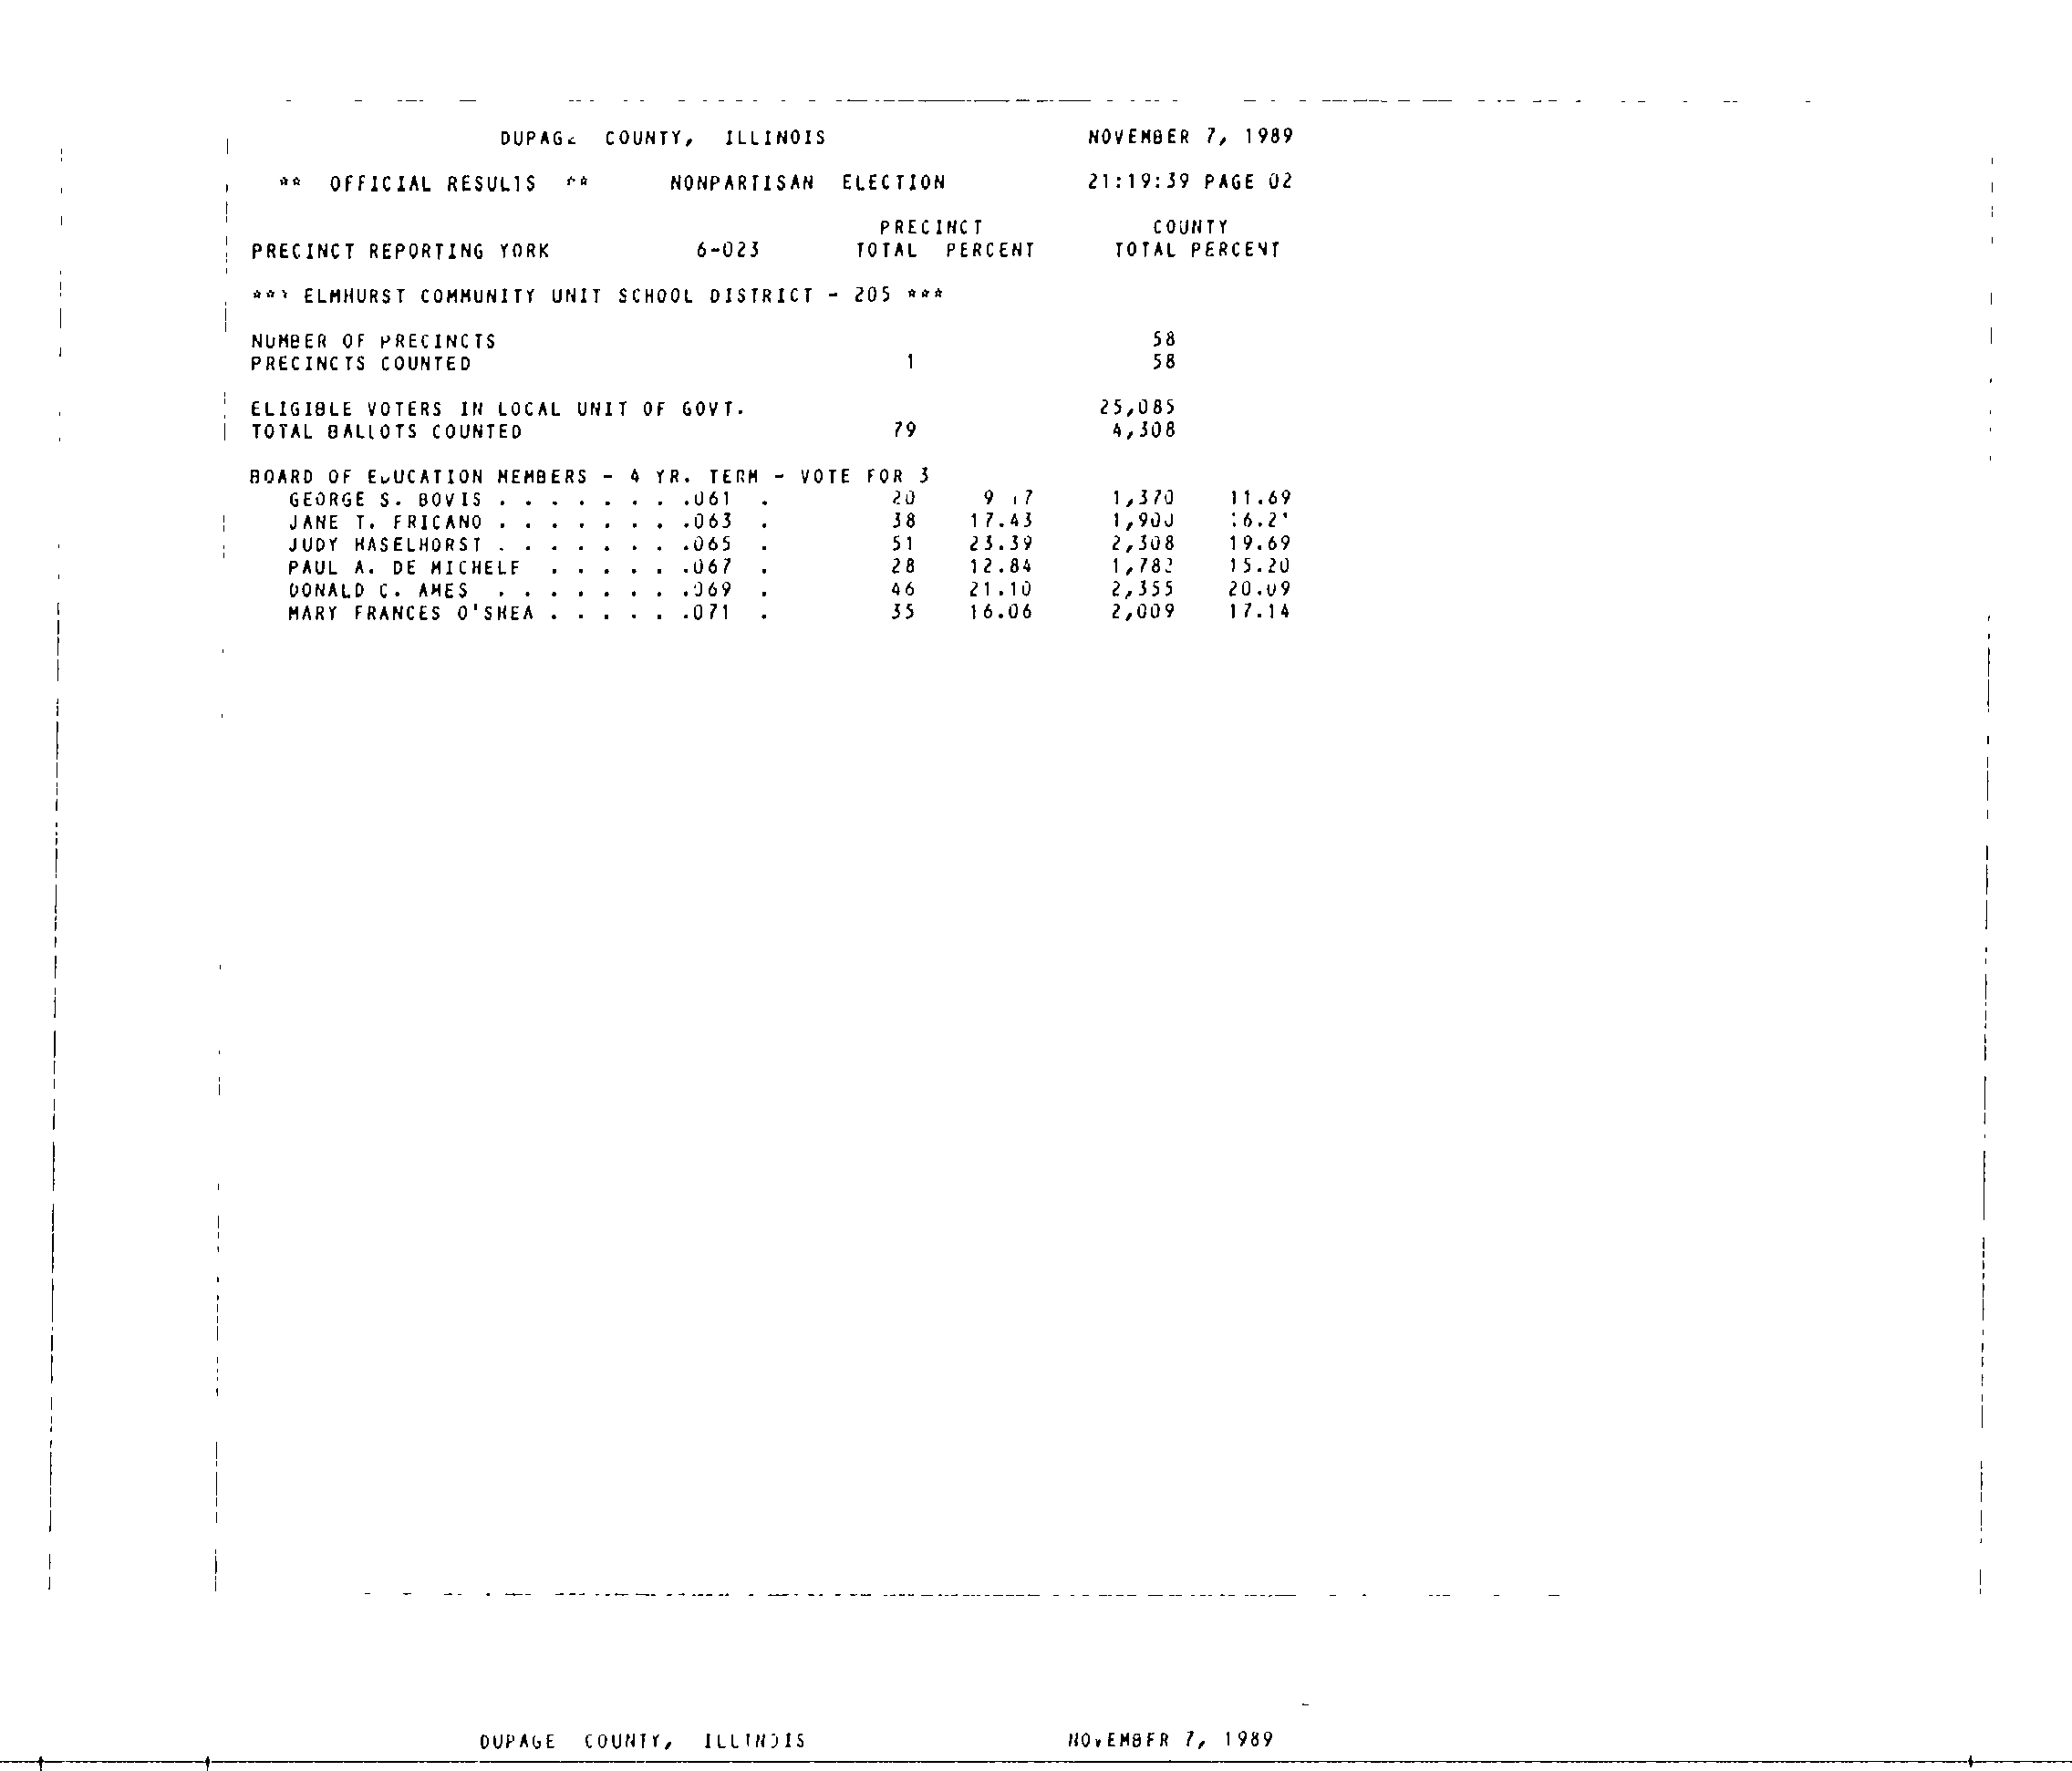 DUPAGE COUNTY, ILLINOIS NOVEMBER 7, 1989
** OFFICIAL RESULTS ** NONPARTISAN ELECTION 21:19:39 PAGE 02
PRECINCT COUNTY
PRECINCT REPORTING YORK 6-023 TOTAL PERCENT TOTAL PERCENT
*** ELMHURST COMMUNITY UNIT SCHOOL DISTRICT - 205 ***
NUMBER OF PRECINCTS 58
PRECINCTS COUNTED 1 58
ELIGIBLE VOTERS IN LOCAL UNIT OF GOVT. 25,085
TOTAL BALLOTS COUNTED 79 4,308
BOARD OF EDUCATION MEMBERS - 4 YR. TERM - VOTE FOR 3
GEORGE S. BOVIS . . . . . . . .061 . 20 9.17 1,370 11.69
JANE T. FRICANO . . . . . . . .063 . 38 17.43 1,900 16.21
JUDY HASELHORST . . . . . . . .065 . 51 23.39 2,308 19.69
PAUL A. DE MICHELE . . . . . .067 . 28 12.84 1,782 15.20
DONALD C. AMES . . . . . . . .069 . 46 21.10 2,355 20.09
MARY FRANCES O'SHEA . . . . . .071 . 35 16.06 2,009 17.14
DUPAGE COUNTY, ILLINOIS NOVEMBER 7, 1989